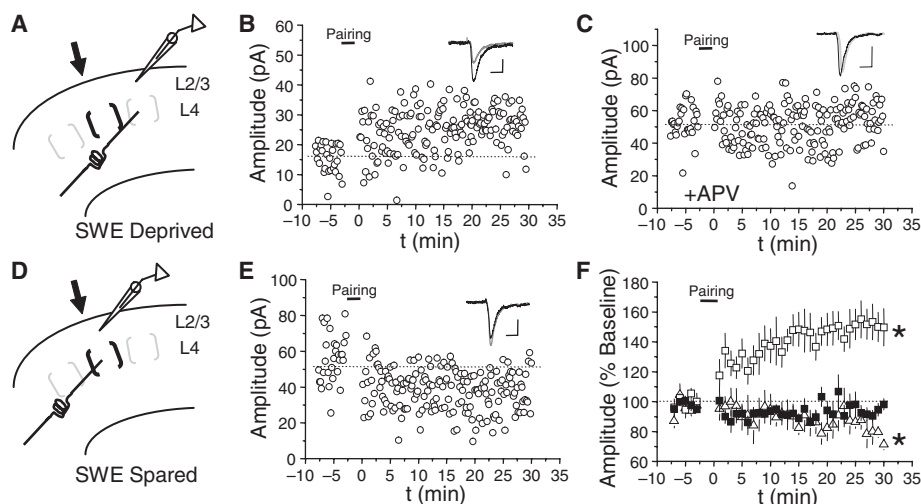 A
L2/3
L4
SWE Deprived
B
Pairing
Amplitude (pA)
60
50
40
30
20
10
0
−10 −5 0 5 10 15 20 25 30 35
t (min)
C
Pairing
Amplitude (pA)
100
80
60
40
20
0
+APV
−10 −5 0 5 10 15 20 25 30 35
t (min)
D
L2/3
L4
SWE Spared
E
Pairing
Amplitude (pA)
100
80
60
40
20
0
−10 −5 0 5 10 15 20 25 30 35
t (min)
F
Pairing
Amplitude (% Baseline)
180
160
140
120
100
80
60
*
*
−10 −5 0 5 10 15 20 25 30 35
t (min)